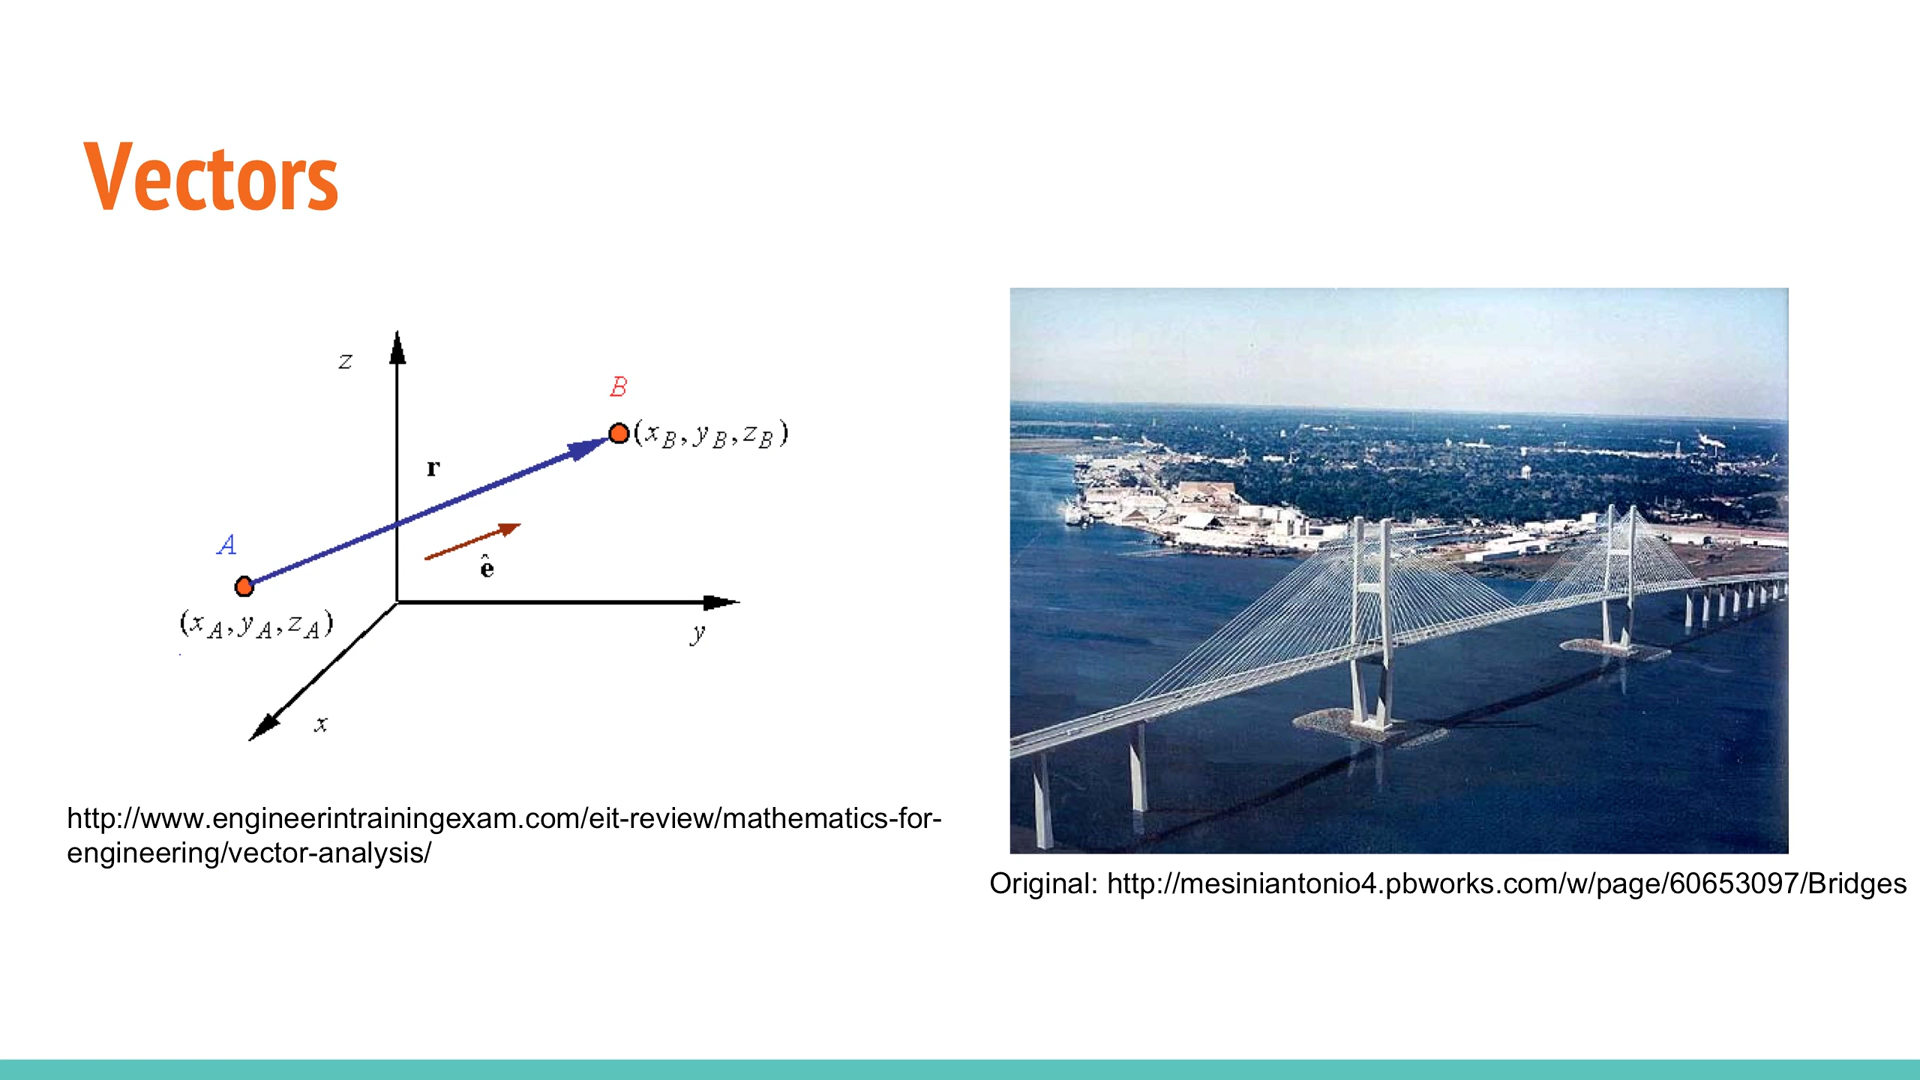 Vectors
z
B
(x_B, y_B, z_B)
r
A
ê
(x_A, y_A, z_A)
y
x
http://www.engineerintrainingexam.com/eit-review/mathematics-for-
engineering/vector-analysis/
Original: http://mesiniantonio4.pbworks.com/w/page/60653097/Bridges